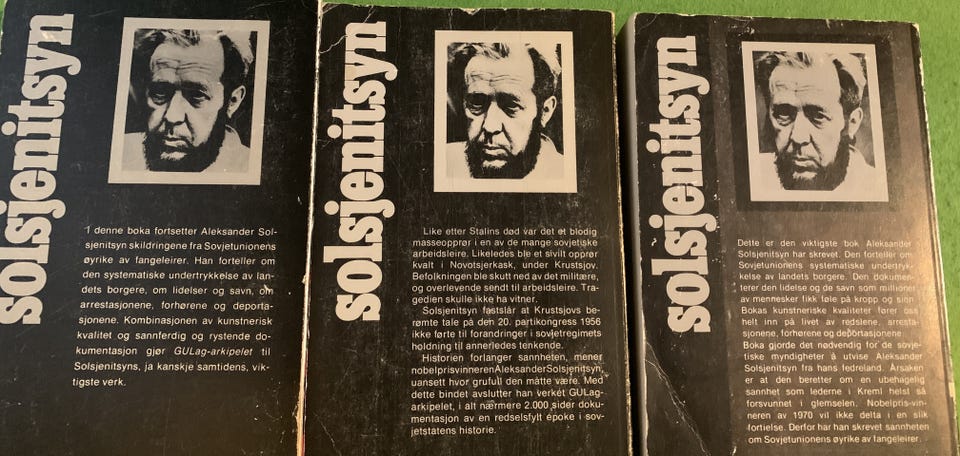 solsjenitsyn
I denne boka fortsetter Aleksander Sol-
sjenitsyn skildringene fra Sovjetunionens
øyrike av fangeleirer. Han forteller om
den systematiske undertrykkelse av lan-
dets borgere, om lidelser og savn, om
arrestasjonene, forhørene og deporta-
sjonene. Kombinasjonen av kunstnerisk
kvalitet og sannferdig og rystende do-
kumentasjon gjør GULag-arkipelet til
Solsjenitsyns, ja kanskje samtidens, vik-
tigste verk.
solsjenitsyn
Like etter Stalins død var det et blodig
masseopprør i en av de mange sovjetiske
arbeidsleire. Likeledes ble et sivilt opprør
kvalt i Novotsjerkask, under Krustsjov.
Befolkningen ble skutt ned av det militære,
og overlevende sendt til arbeidsleire. Tra-
gedien skulle ikke ha vitner.
Solsjenitsyn fastslår at Krustsjovs be-
rømte tale på den 20. partikongress 1956
ikke førte til forandringer i sovjetregimets
holdning til annerledes tenkende.
Historien forlanger sannheten, mener
nobelprisvinneren Aleksander Solsjenitsyn,
uansett hvor grufull den måtte være. Med
dette bindet avslutter han verket GULag-
arkipelet, i alt nærmere 2.000 sider doku-
mentasjon av en redselsfylt epoke i sov-
jetstatens historie.
solsjenitsyn
Dette er den viktigste bok Aleksander
Solsjenitsyn har skrevet. Den forteller om
Sovjetunionens systematiske undertryk-
kelse av landets borgere. Den dokumen-
terer den lidelse og de savn som millioner
av mennesker fikk føle på kropp og sinn.
Bokas kunstneriske kvaliteter fører oss
helt inn på livet av redslene, arresta-
sjonene, forhørene og deportasjonene.
Boka gjorde det nødvendig for de sovje-
tiske myndigheter å utvise Aleksander
Solsjenitsyn fra hans fedreland. Årsaken
er at den beretter om en ubehagelig
sannhet som lederne i Kreml helst så
forsvunnet i glemselen. Nobelpris-vin-
neren av 1970 vil ikke delta i en slik
fortielse. Derfor har han skrevet sannheten
om Sovjetunionens øyrike av fangeleirer.